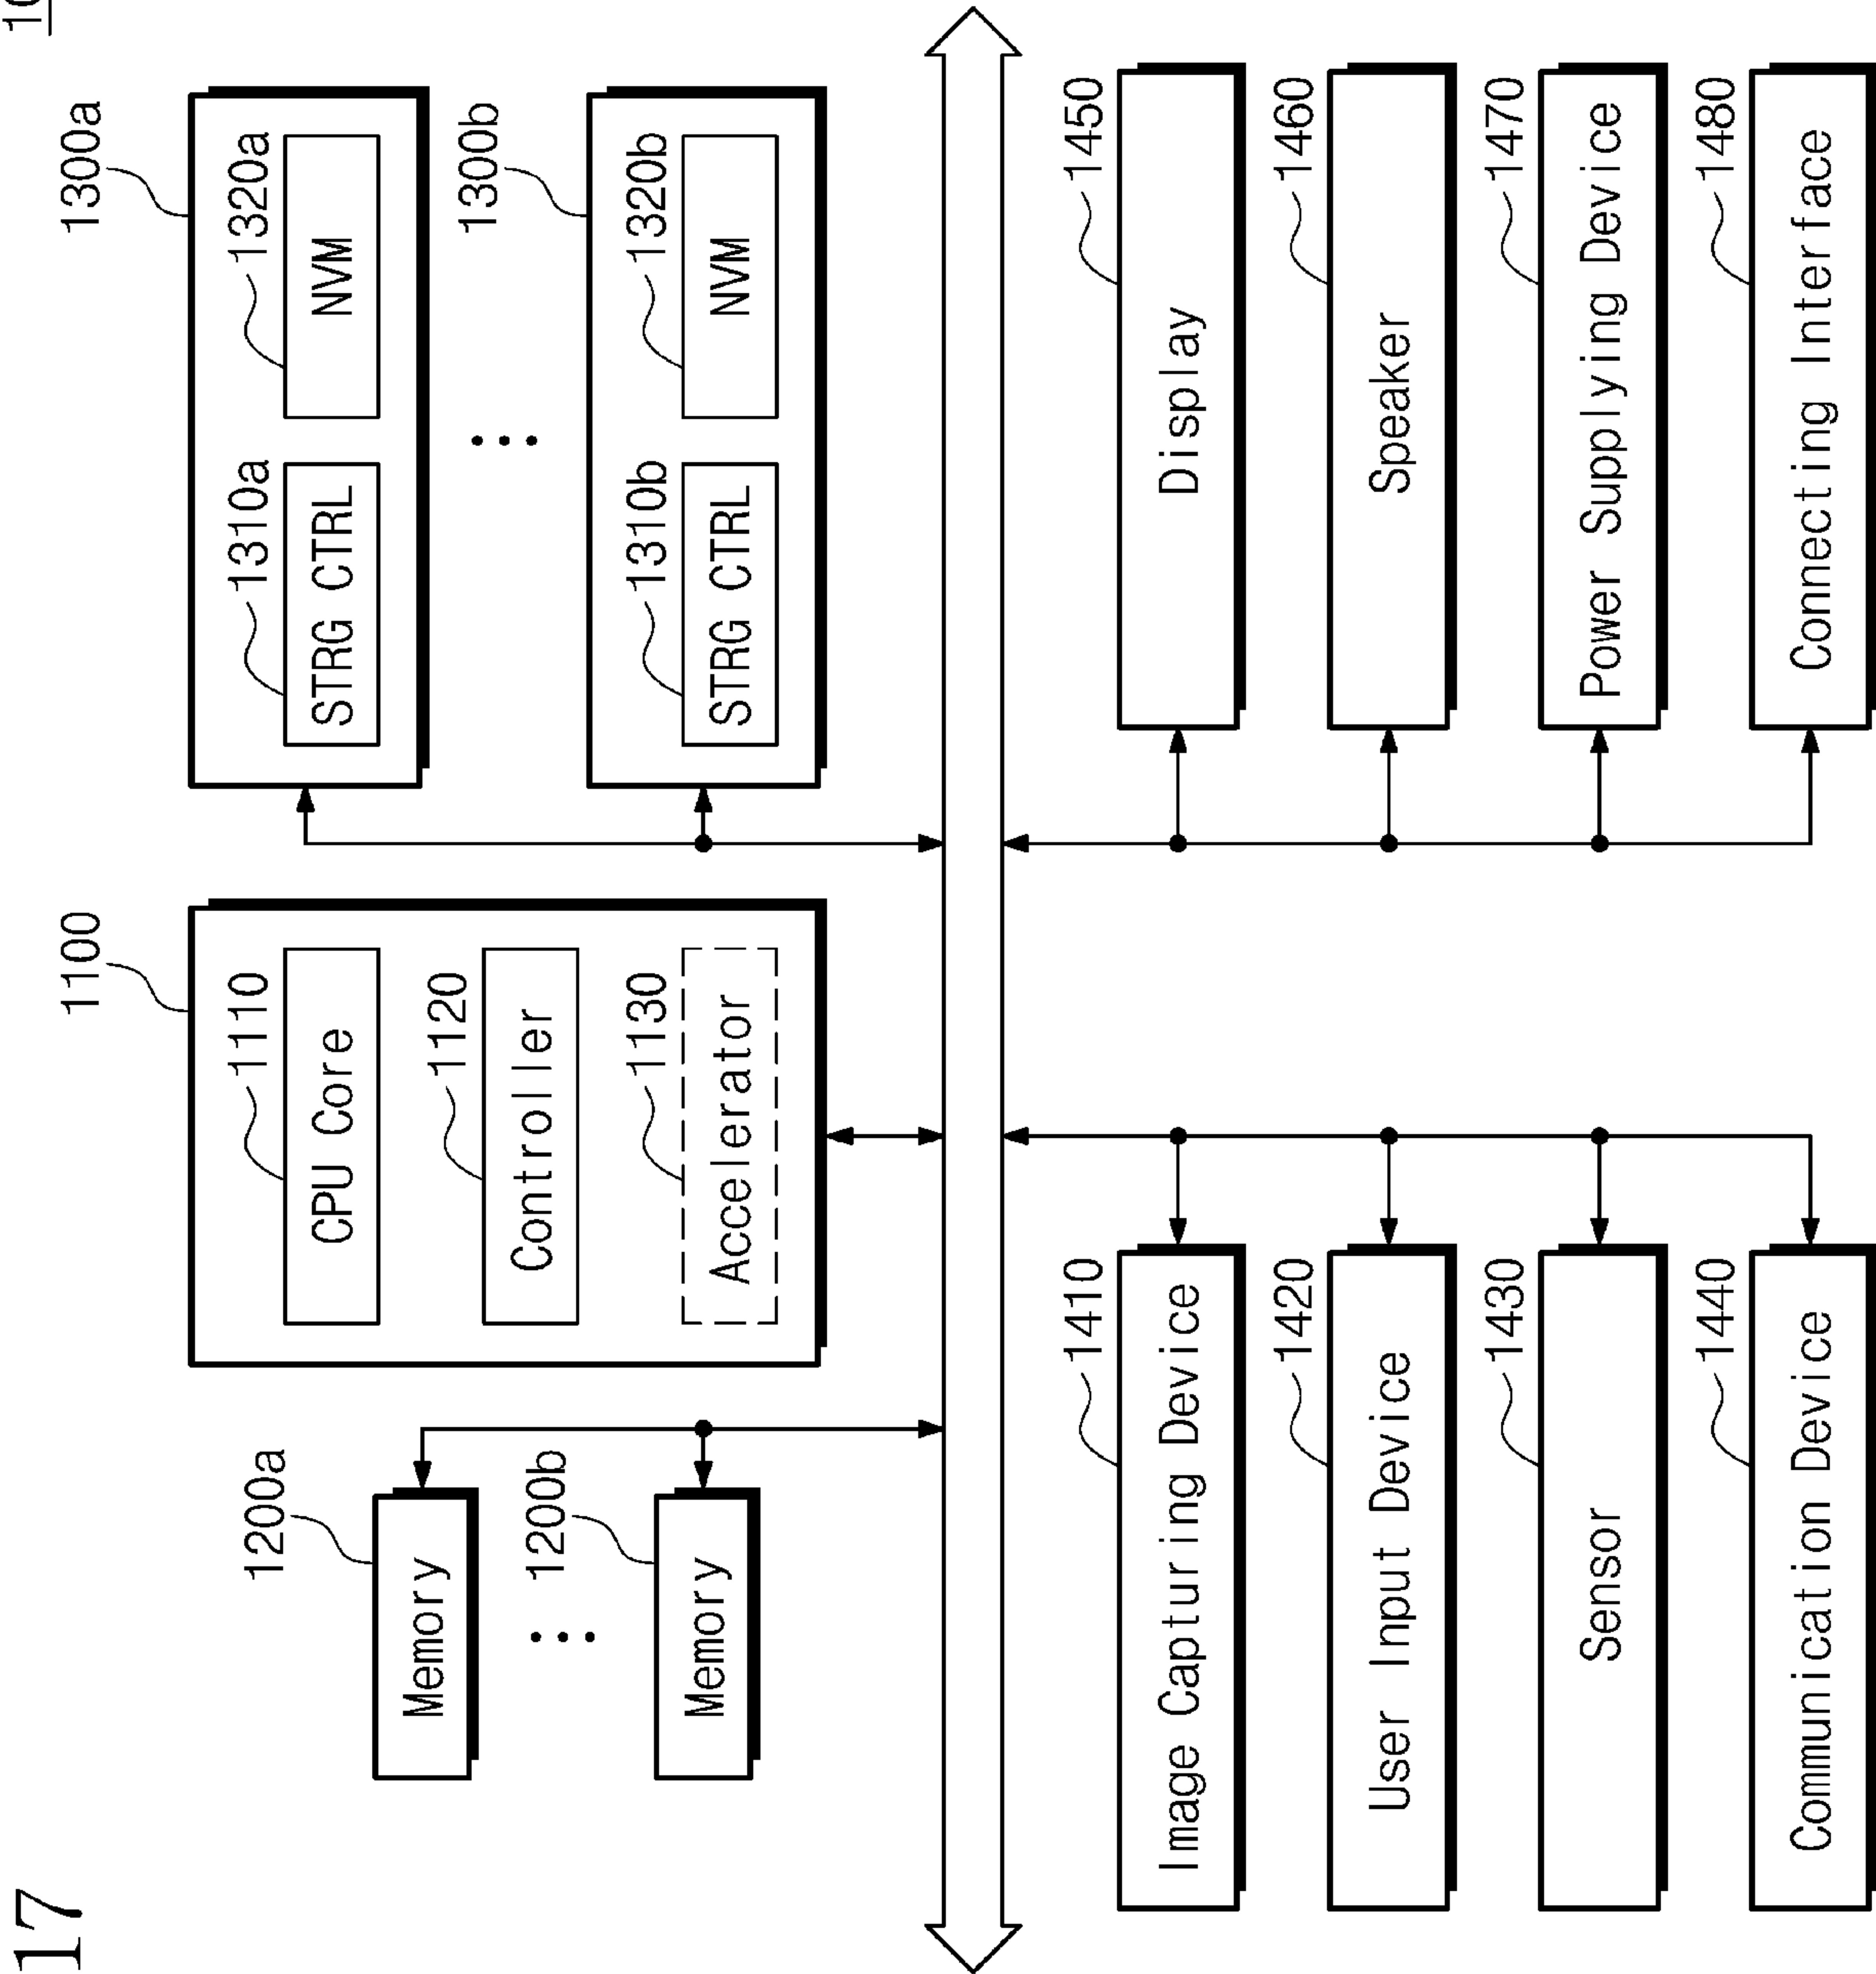 17
10
1100
1110
CPU Core
1120
Controller
1130
Accelerator
1200a
Memory
1200b
Memory
1300a
1310a
STRG CTRL
1320a
NVM
1300b
1310b
STRG CTRL
1320b
NVM
1410
Image Capturing Device
1420
User Input Device
1430
Sensor
1440
Communication Device
1450
Display
1460
Speaker
1470
Power Supplying Device
1480
Connecting Interface